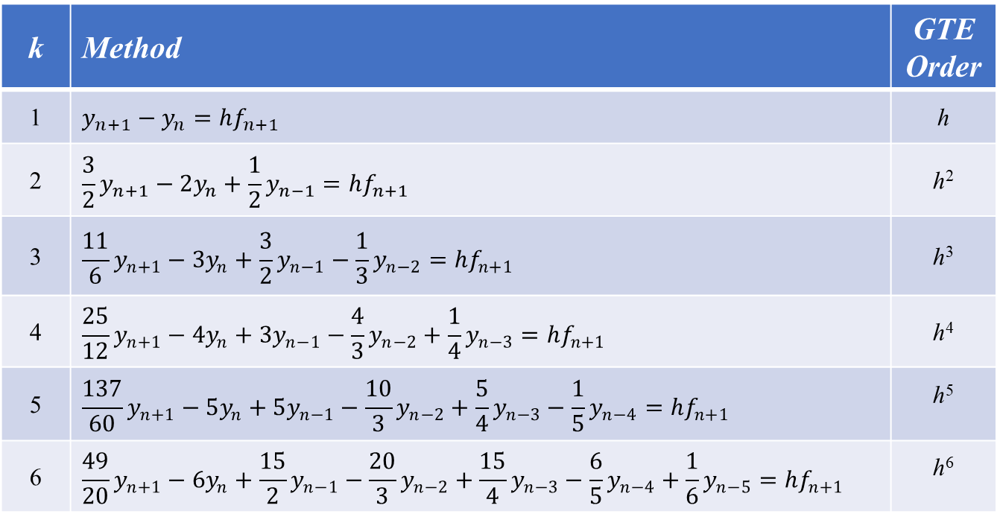 k Method GTE Order
1 y_{n+1} − y_n = hf_{n+1} h
2 \frac{3}{2}y_{n+1} − 2y_n + \frac{1}{2}y_{n−1} = hf_{n+1} h^2
3 \frac{11}{6}y_{n+1} − 3y_n + \frac{3}{2}y_{n−1} − \frac{1}{3}y_{n−2} = hf_{n+1} h^3
4 \frac{25}{12}y_{n+1} − 4y_n + 3y_{n−1} − \frac{4}{3}y_{n−2} + \frac{1}{4}y_{n−3} = hf_{n+1} h^4
5 \frac{137}{60}y_{n+1} − 5y_n + 5y_{n−1} − \frac{10}{3}y_{n−2} + \frac{5}{4}y_{n−3} − \frac{1}{5}y_{n−4} = hf_{n+1} h^5
6 \frac{49}{20}y_{n+1} − 6y_n + \frac{15}{2}y_{n−1} − \frac{20}{3}y_{n−2} + \frac{15}{4}y_{n−3} − \frac{6}{5}y_{n−4} + \frac{1}{6}y_{n−5} = hf_{n+1} h^6